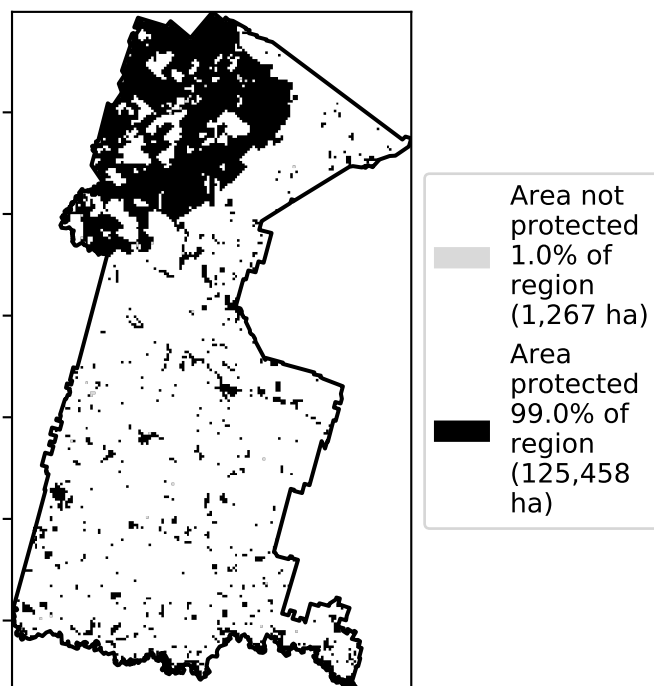 Area not
protected
1.0% of
region
(1,267 ha)
Area
protected
99.0% of
region
(125,458
ha)